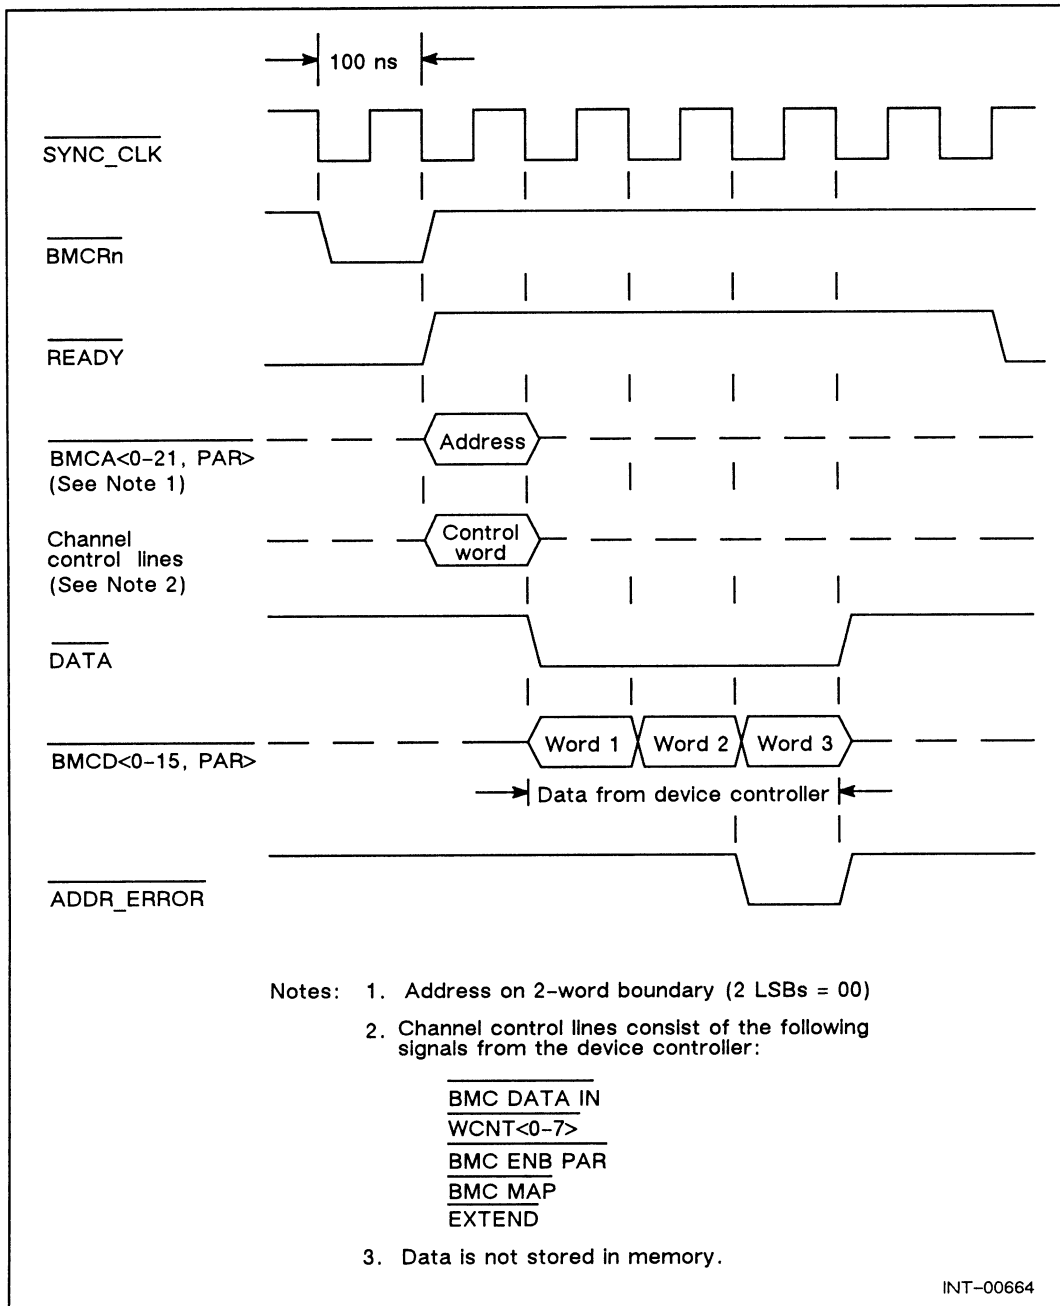 100 ns
SYNC_CLK
BMCRn
READY
Address
BMCA<0-21, PAR>
(See Note 1)
Channel
control lines
(See Note 2)
Control
word
DATA
Word 1 Word 2 Word 3
BMCD<0-15, PAR>
Data from device controller
ADDR_ERROR
Notes: 1. Address on 2-word boundary (2 LSBs = 00)
2. Channel control lines consist of the following
signals from the device controller:
BMC DATA IN
WCNT<0-7>
BMC ENB PAR
BMC MAP
EXTEND
3. Data is not stored in memory.
INT-00664